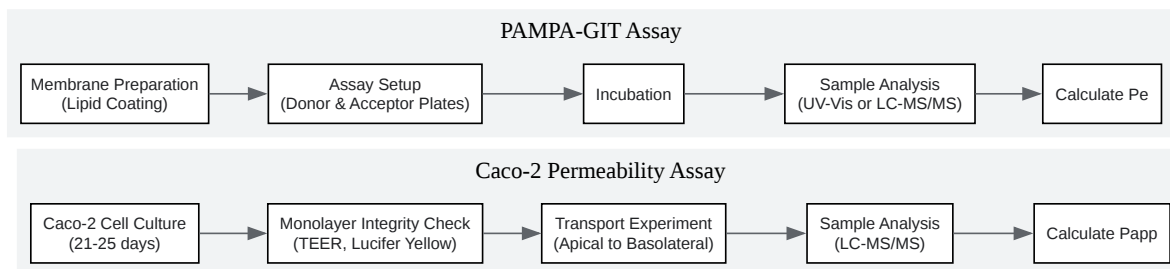 PAMPA-GIT Assay
Membrane Preparation
(Lipid Coating)
Assay Setup
(Donor & Acceptor Plates)
Incubation
Sample Analysis
(UV-Vis or LC-MS/MS)
Calculate Pe
Caco-2 Permeability Assay
Caco-2 Cell Culture
(21-25 days)
Monolayer Integrity Check
(TEER, Lucifer Yellow)
Transport Experiment
(Apical to Basolateral)
Sample Analysis
(LC-MS/MS)
Calculate Papp